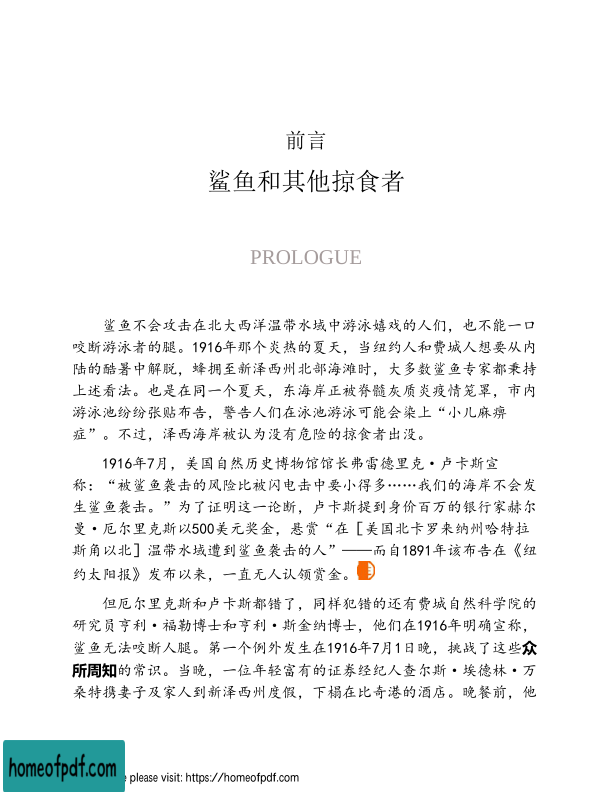 前言
鲨鱼和其他掠食者
PROLOGUE
鲨鱼不会攻击在北大西洋温带水域中游泳嬉戏的人们，也不能一口
咬断游泳者的腿。1916年那个炎热的夏天，当纽约人和费城人想要从内
陆的酷暑中解脱，蜂拥至新泽西州北部海滩时，大多数鲨鱼专家都秉持
上述看法。也是在同一个夏天，东海岸正被脊髓灰质炎疫情笼罩，市内
游泳池纷纷张贴布告，警告人们在泳池游泳可能会染上“小儿麻痹
症”。不过，泽西海岸被认为没有危险的掠食者出没。
1916年7月，美国自然历史博物馆馆长弗雷德里克·卢卡斯宣
称：“被鲨鱼袭击的风险比被闪电击中要小得多……我们的海岸不会发
生鲨鱼袭击。”为了证明这一论断，卢卡斯提到身价百万的银行家赫尔
曼·厄尔里克斯以500美元奖金，悬赏“在［美国北卡罗来纳州哈特拉
斯角以北］温带水域遭到鲨鱼袭击的人”——而自1891年该布告在《纽
约太阳报》发布以来，一直无人认领赏金。
但厄尔里克斯和卢卡斯都错了，同样犯错的还有费城自然科学院的
研究员亨利·福勒博士和亨利·斯金纳博士，他们在1916年明确宣称，
鲨鱼无法咬断人腿。第一个例外发生在1916年7月1日晚，挑战了这些众
所周知的常识。当晚，一位年轻富有的证券经纪人查尔斯·埃德林·万
桑特携妻子及家人到新泽西州度假，下榻在比奇港的酒店。晚餐前，他
homeofpdf.com
please visit: https://homeofpdf.com